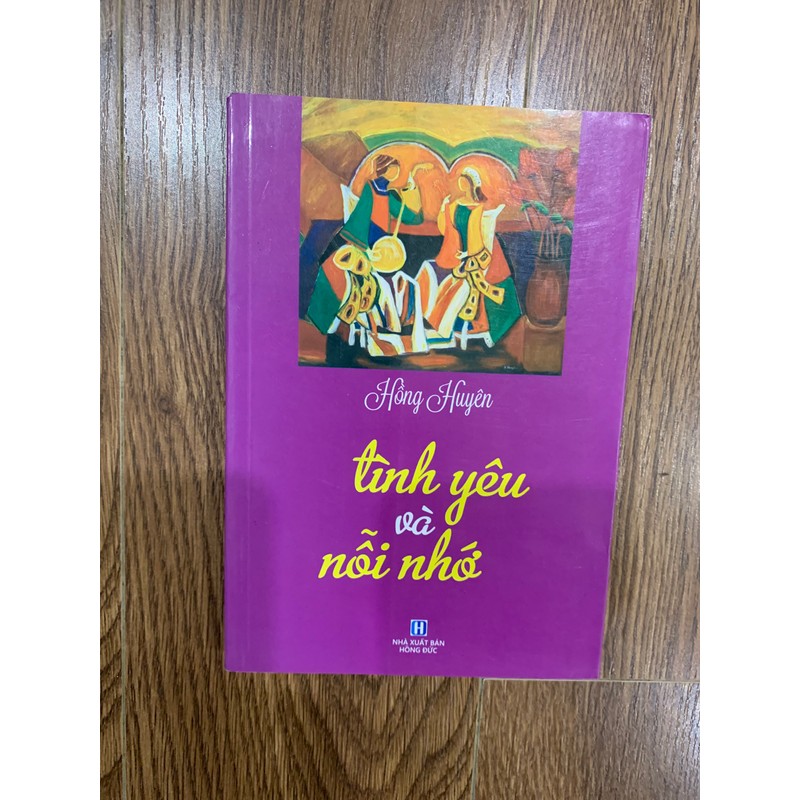 Hồng Huyên
tình yêu
và
nỗi nhớ
H
NHÀ XUẤT BẢN
HỒNG ĐỨC